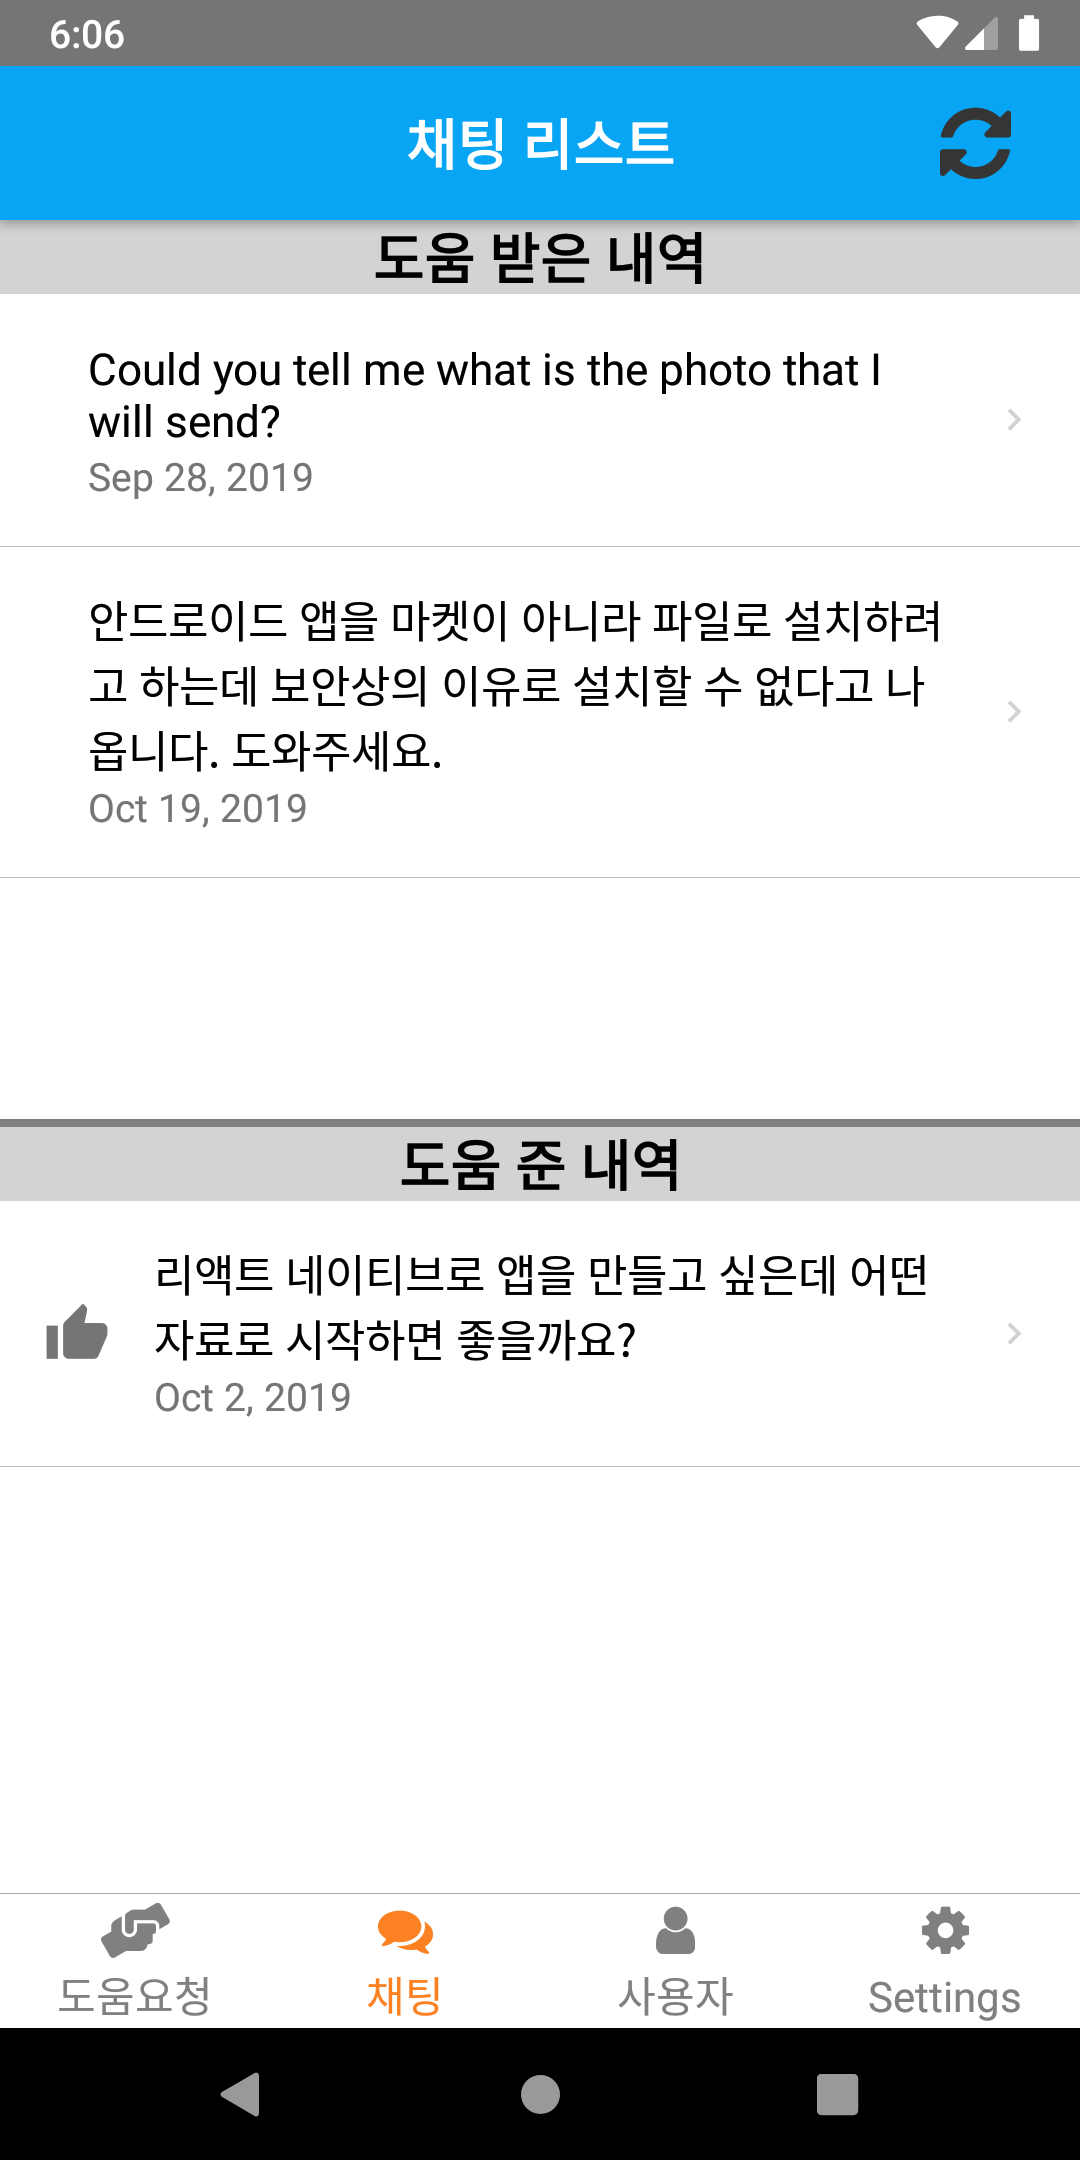 6:06
채팅 리스트
도움 받은 내역
Could you tell me what is the photo that I
will send?
Sep 28, 2019
안드로이드 앱을 마켓이 아니라 파일로 설치하려
고 하는데 보안상의 이유로 설치할 수 없다고 나
옵니다. 도와주세요.
Oct 19, 2019
도움 준 내역
리액트 네이티브로 앱을 만들고 싶은데 어떤
자료로 시작하면 좋을까요?
Oct 2, 2019
도움요청
채팅
사용자
Settings